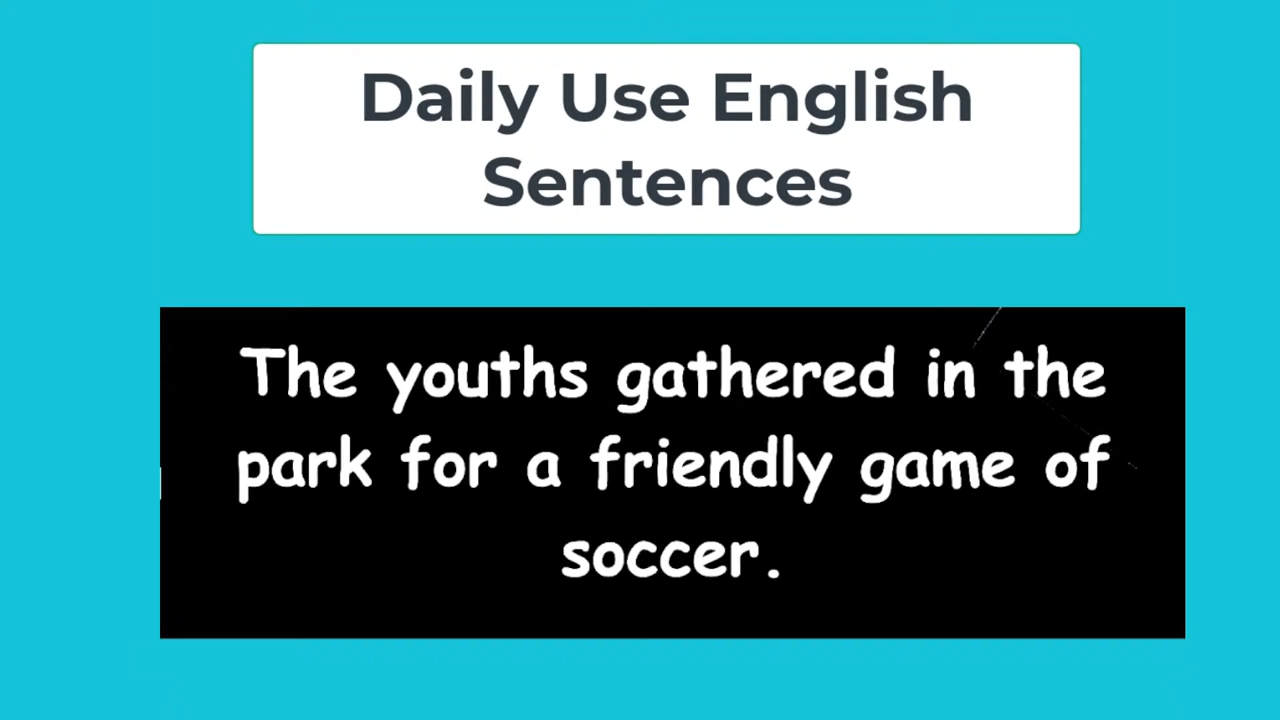 Daily Use English
Sentences
The youths gathered in the
park for a friendly game of
soccer.